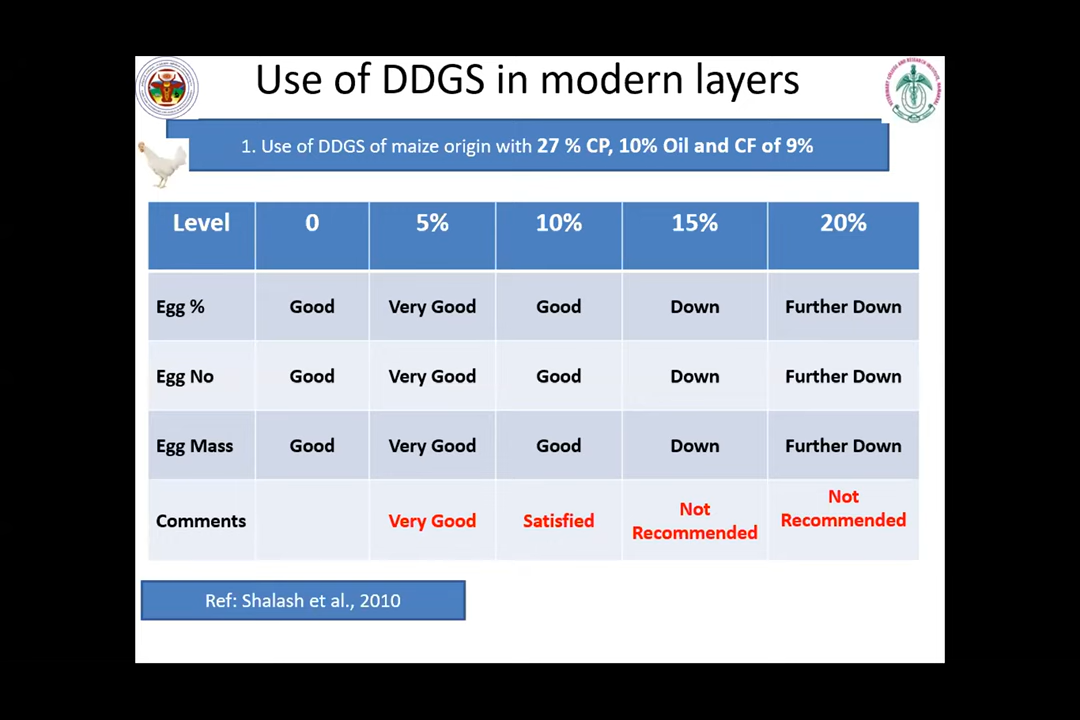 Use of DDGS in modern layers
1. Use of DDGS of maize origin with 27 % CP, 10% Oil and CF of 9%
Level 0 5% 10% 15% 20%
Egg % Good Very Good Good Down Further Down
Egg No Good Very Good Good Down Further Down
Egg Mass Good Very Good Good Down Further Down
Comments Very Good Satisfied Not Recommended Not Recommended
Ref: Shalash et al., 2010